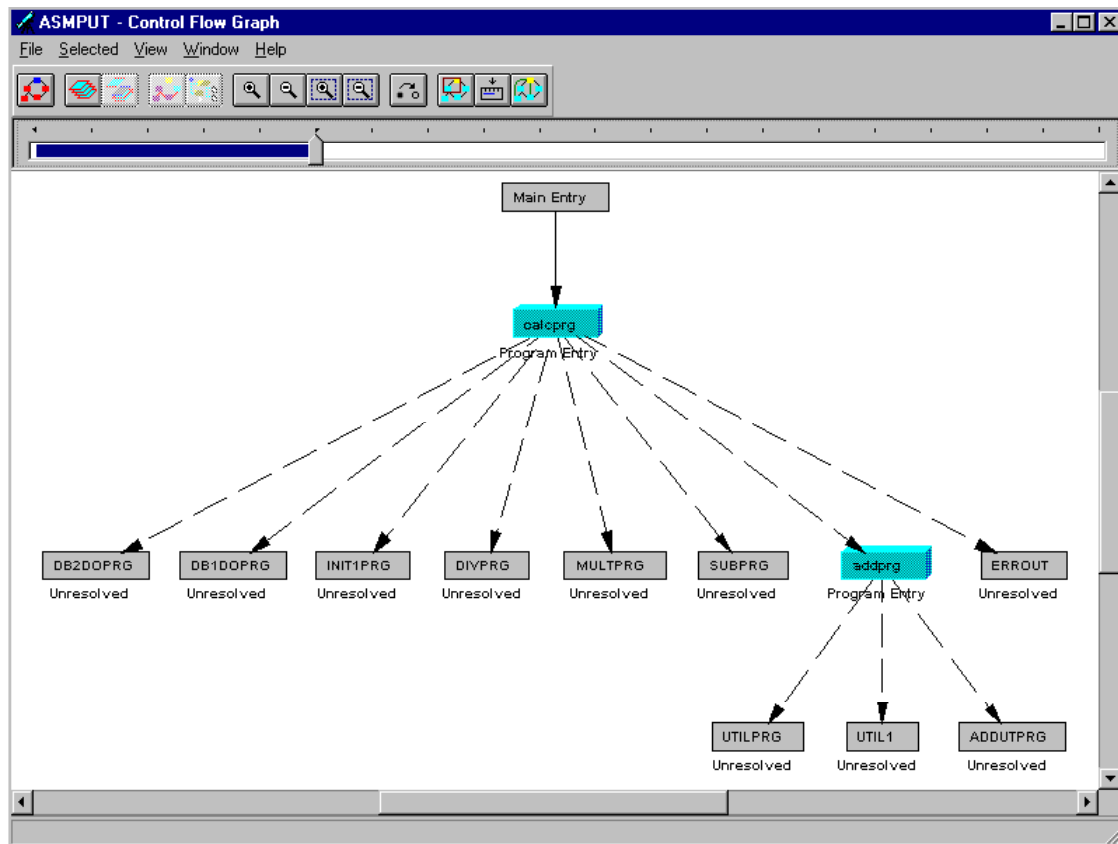 ASMPUT - Control Flow Graph
File Selected View Window Help
Main Entry
calcprg
Program Entry
DB2DOPRG DB1DOPRG INIT1PRG DIVPRG MULTPRG SUBPRG addprg ERROUT
Unresolved Unresolved Unresolved Unresolved Unresolved Unresolved Program Entry Unresolved
UTILPRG UTIL1 ADDUTPRG
Unresolved Unresolved Unresolved